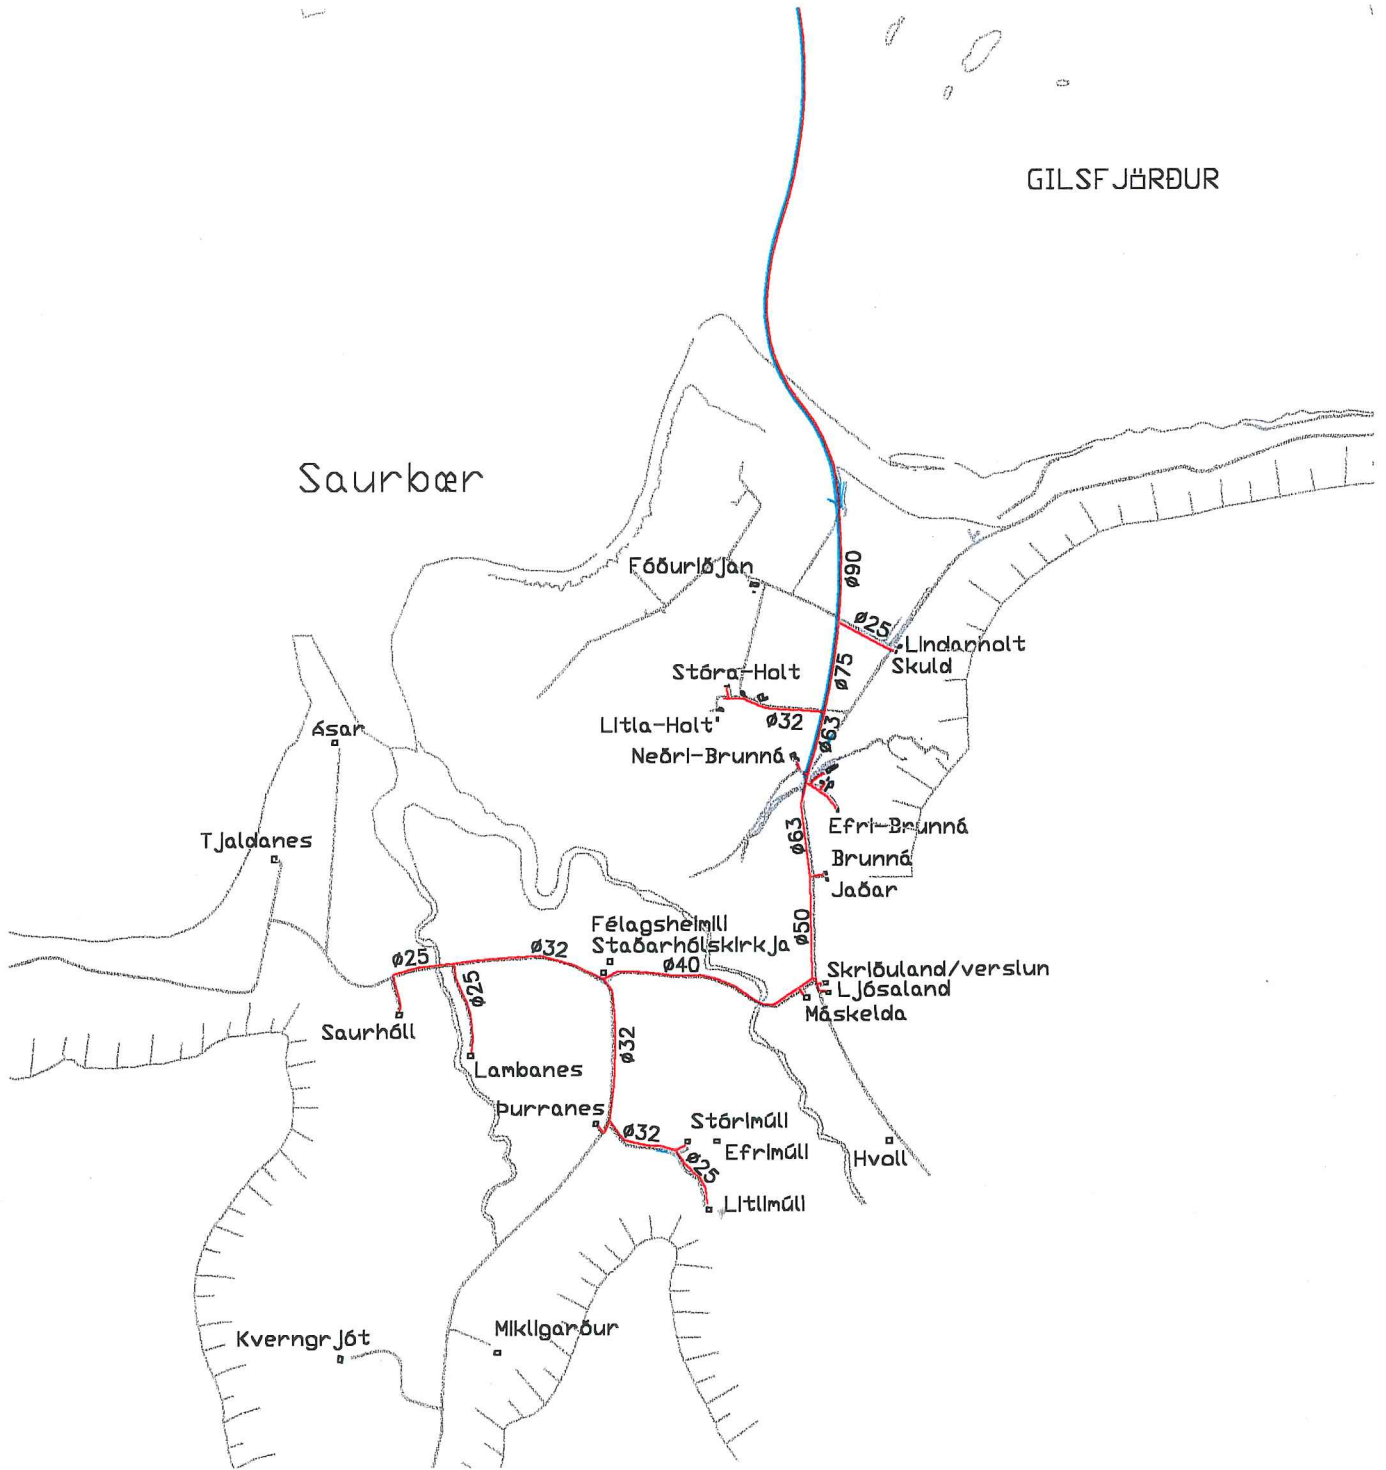 GILSFJÖRÐUR
Saurbær
ø90
Fóðuriðjan
ø25
Lindarholt
Skuld
Stóra-Holt
ø75
Litla-Holt
ø32
ø63
Neðri-Brunná
Ásar
Efri-Brunná
ø63
Tjaldanes
Brunná
Jaðar
Félagsheimili
Staðarhólskirkja
ø50
ø25
ø32
ø40
Skriðuland/verslun
Ljósaland
Máskelda
ø25
Saurhóll
ø32
Lambanes
Þurranes
ø32
Stórimúli
Efrimúli
Hvoll
ø25
Litlimúli
Kverngrjót
Mikligarður